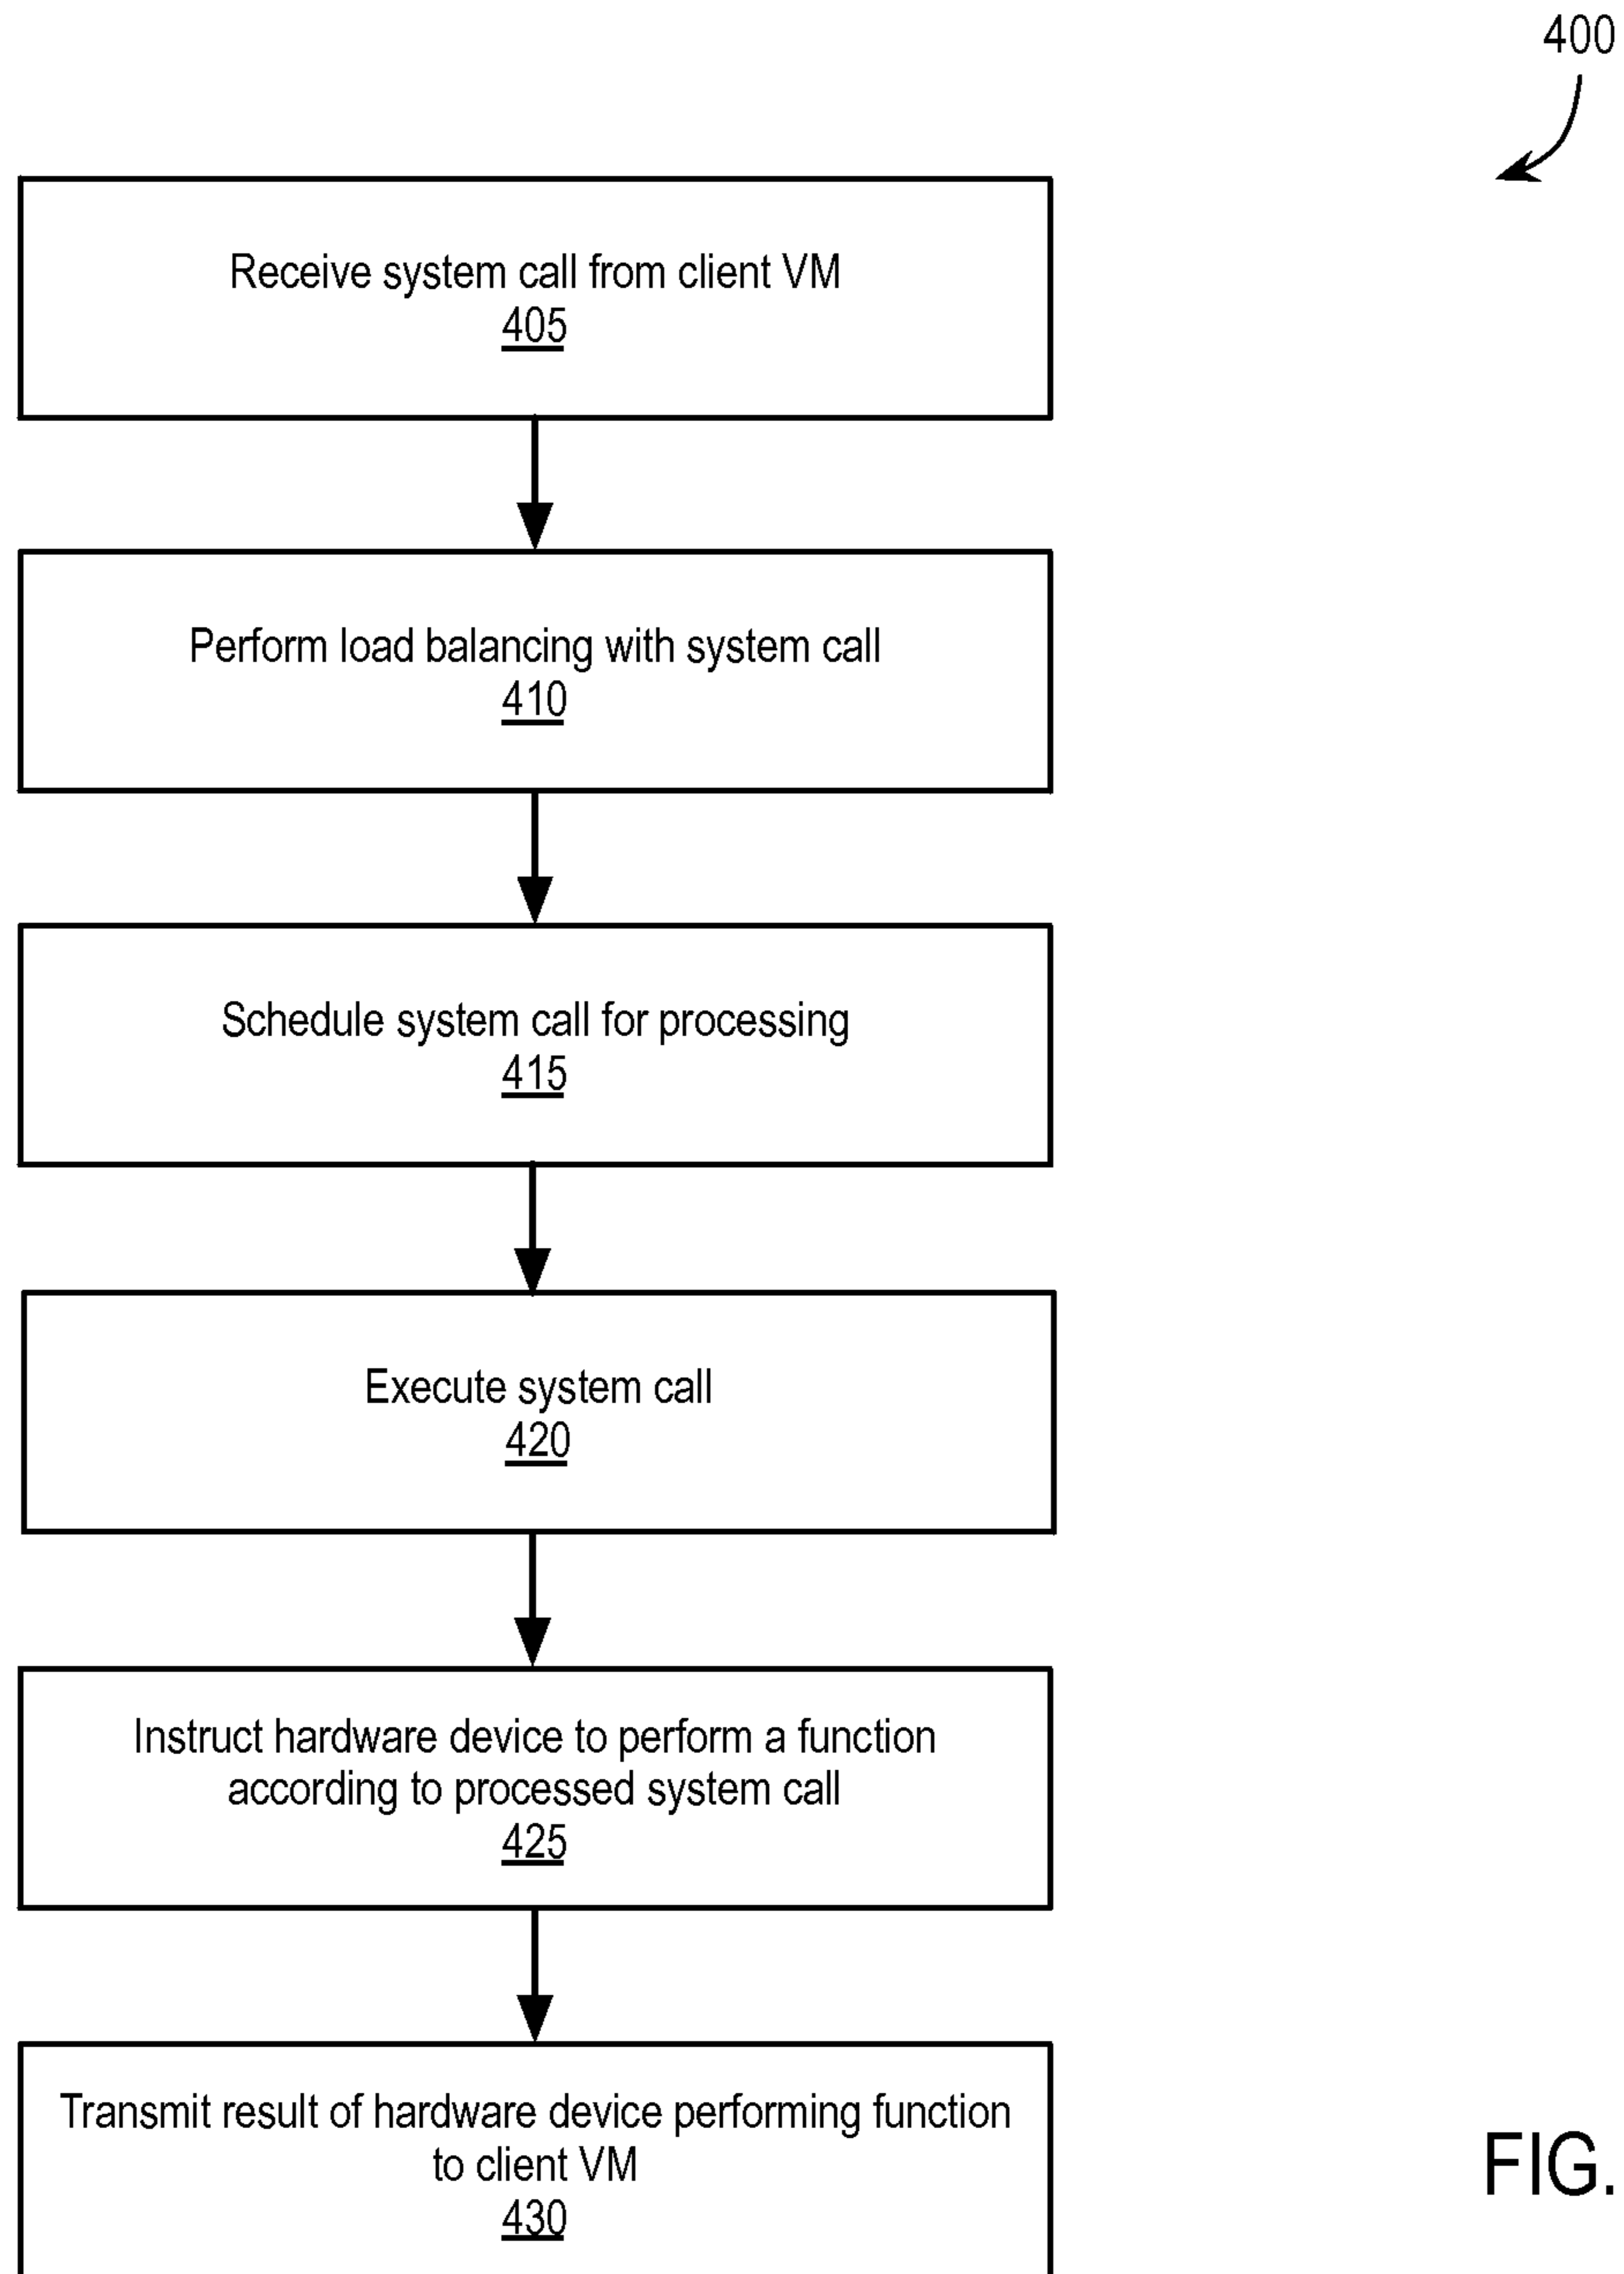 400
Receive system call from client VM
405
Perform load balancing with system call
410
Schedule system call for processing
415
Execute system call
420
Instruct hardware device to perform a function
according to processed system call
425
Transmit result of hardware device performing function
to client VM
430
FIG.